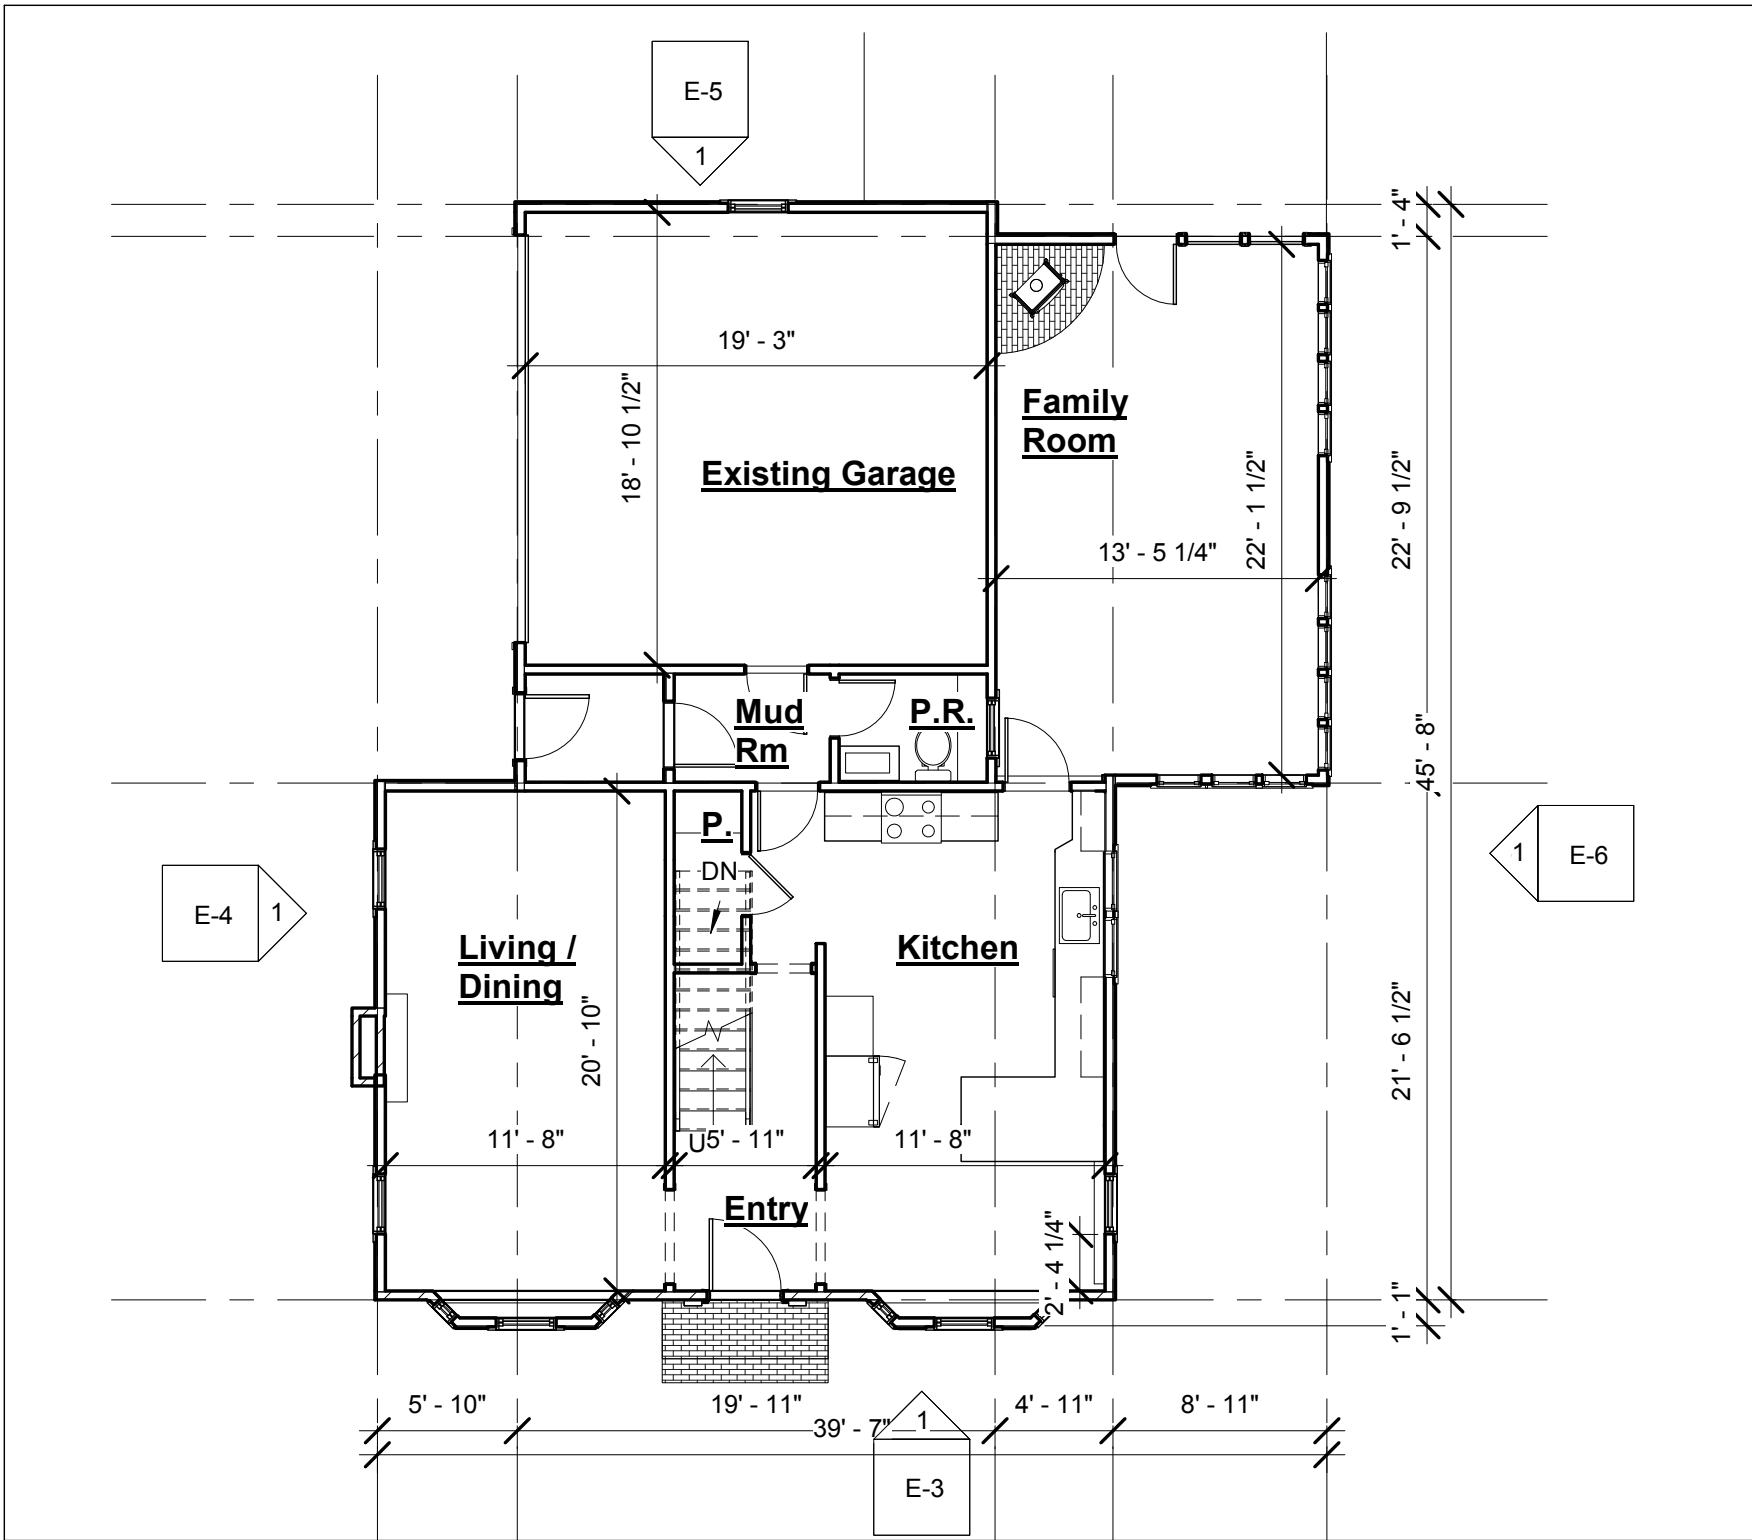 E-5
1
1' - 4"
19' - 3"
18' - 10 1/2"
Family
Room
Existing Garage
22' - 1 1/2"
22' - 9 1/2"
13' - 5 1/4"
Mud
Rm
P.R.
45' - 8"
P.
DN
1
E-6
E-4
1
Living /
Dining
Kitchen
20' - 10"
21' - 6 1/2"
11' - 8"
U
5' - 11"
11' - 8"
Entry
2' - 4 1/4"
1' - 1"
5' - 10"
19' - 11"
4' - 11"
8' - 11"
39' - 7"
1
E-3